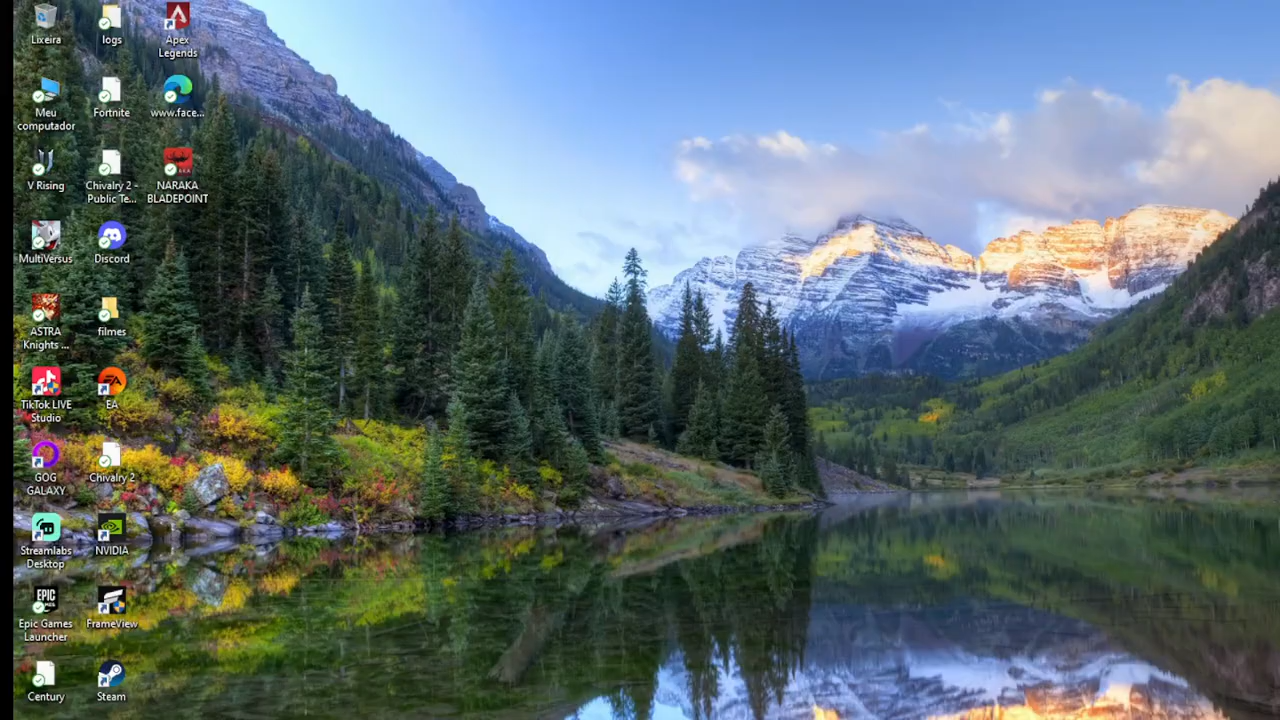 Lixeira
Meu
computador
V Rising
MultiVersus
ASTRA
Knights ...
TikTok LIVE
Studio
GOG
GALAXY
Streamlabs
Desktop
EPIC
Epic Games
Launcher
Century
logs
Fortnite
Chivalry 2 -
Public Te...
Discord
filmes
EA
EA
Chivalry 2
NVIDIA
FrameView
Steam
Apex
Legends
www.face...
NARAKA
BLADEPOINT